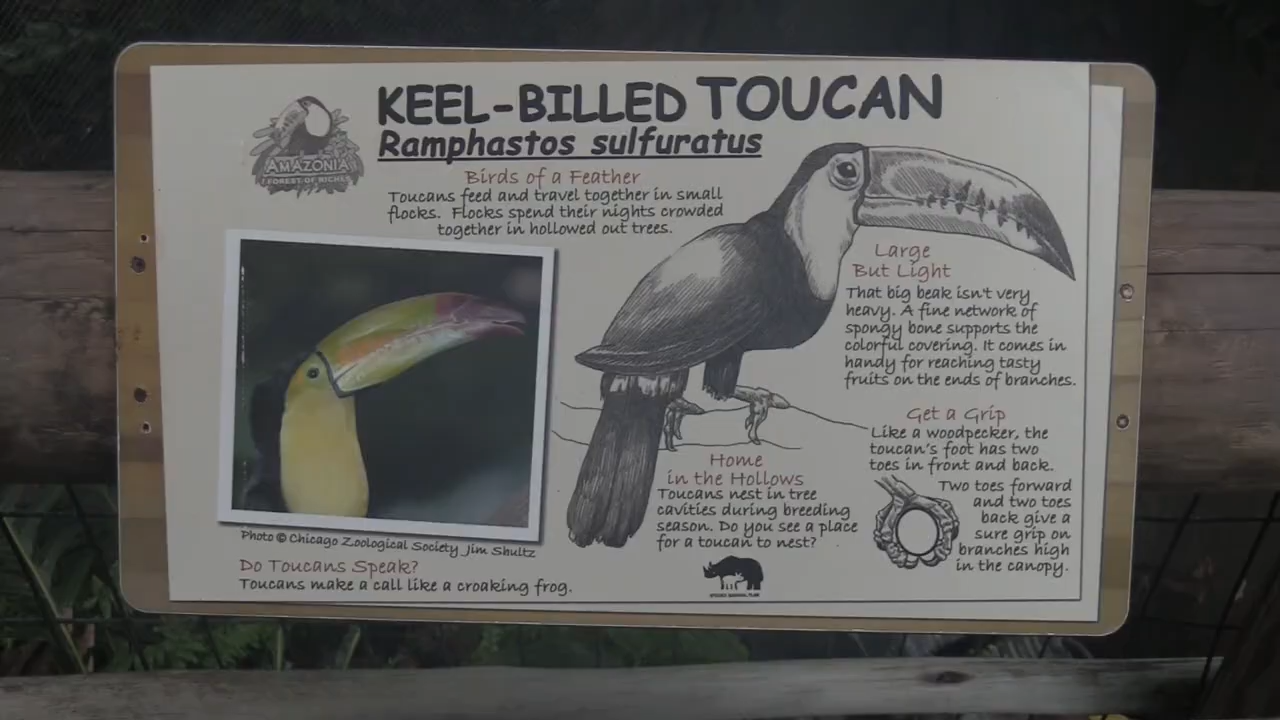 KEEL-BILLED TOUCAN
Ramphastos sulfuratus
AMAZONIA
FOREST OF RICHES
Birds of a Feather
Toucans feed and travel together in small
flocks. Flocks spend their nights crowded
together in hollowed out trees.
Large
But Light
That big beak isn't very
heavy. A fine network of
spongy bone supports the
colorful covering. It comes in
handy for reaching tasty
fruits on the ends of branches.
Get a Grip
Like a woodpecker, the
toucan's foot has two
toes in front and back.
Two toes forward
and two toes
back give a
sure grip on
branches high
in the canopy.
Home
in the Hollows
Toucans nest in tree
cavities during breeding
season. Do you see a place
for a toucan to nest?
Photo © Chicago Zoological Society Jim Shultz
Do Toucans Speak?
Toucans make a call like a croaking frog.